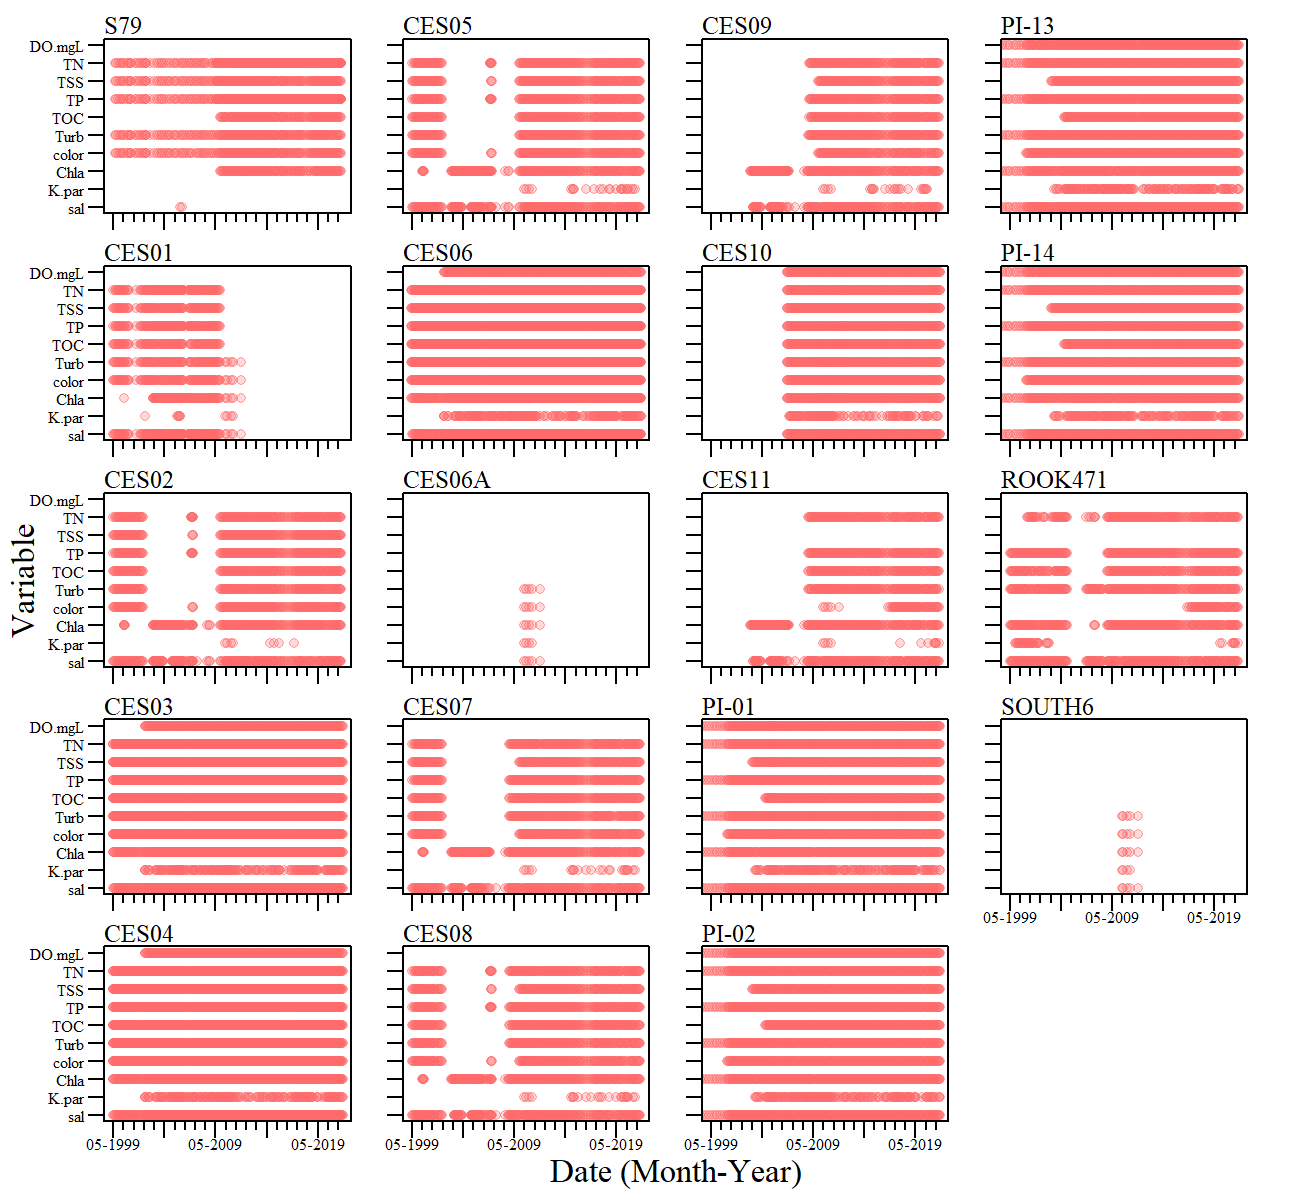 S79 CES05 CES09 PI-13
DO.mgL
TN
TSS
TP
TOC
Turb
color
Chla
K.par
sal
CES01 CES06 CES10 PI-14
DO.mgL
TN
TSS
TP
TOC
Turb
color
Chla
K.par
sal
CES02 CES06A CES11 ROOK471
DO.mgL
TN
TSS
TP
TOC
Turb
color
Chla
K.par
sal
Variable
CES03 CES07 PI-01 SOUTH6
DO.mgL
TN
TSS
TP
TOC
Turb
color
Chla
K.par
sal
05-1999 05-2009 05-2019
CES04 CES08 PI-02
DO.mgL
TN
TSS
TP
TOC
Turb
color
Chla
K.par
sal
05-1999 05-2009 05-2019 05-1999 05-2009 05-2019 05-1999 05-2009 05-2019
Date (Month-Year)